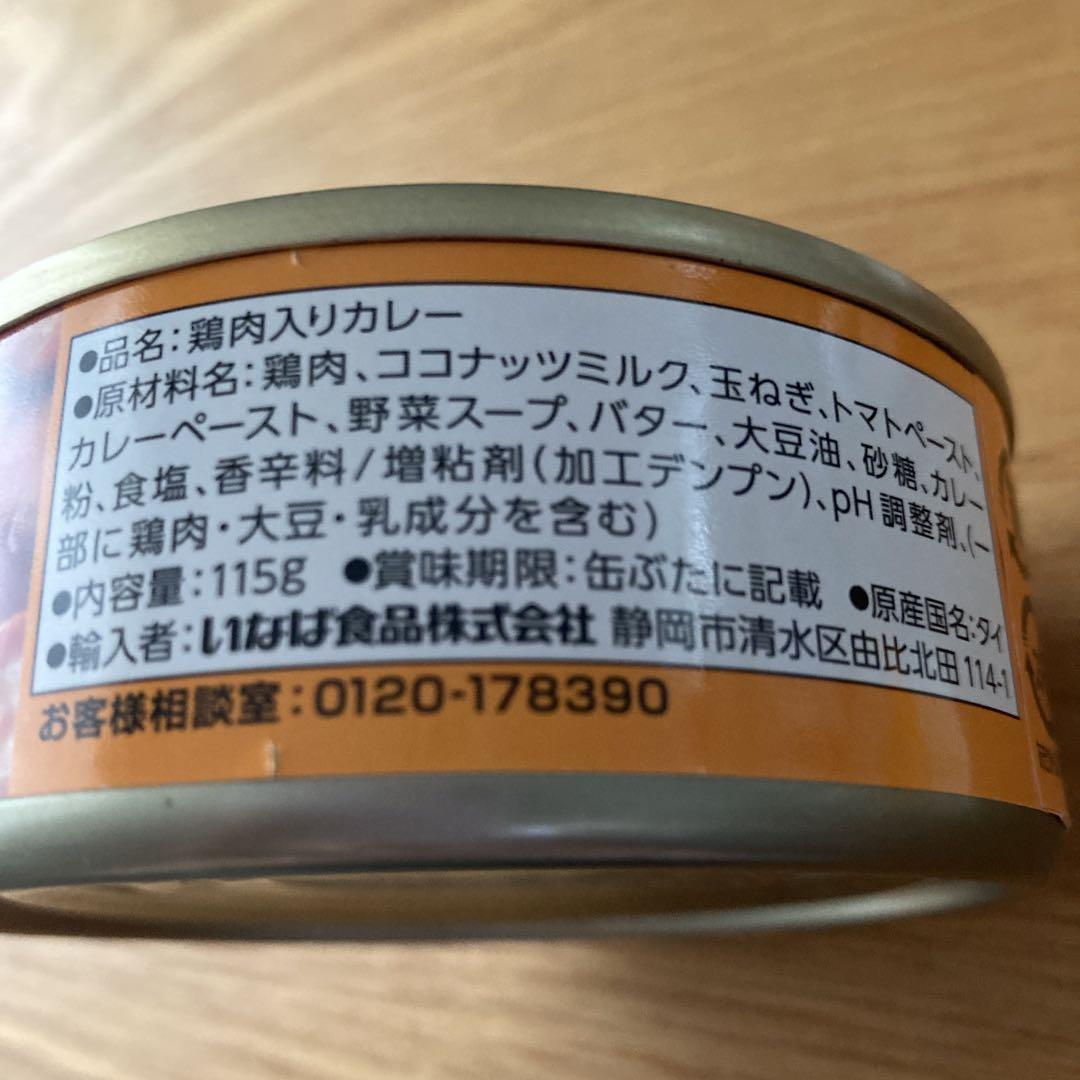 ●品名:鶏肉入りカレー
●原材料名:鶏肉、ココナッツミルク、玉ねぎ、トマトペースト、
カレーペースト、野菜スープ、バター、大豆油、砂糖、カレー
粉、食塩、香辛料/増粘剤(加工デンプン)、pH調整剤、(一
部に鶏肉・大豆・乳成分を含む)
●内容量:115g ●賞味期限:缶ぶたに記載 ●原産国名:タイ
●輸入者:いなば食品株式会社 静岡市清水区由比北田114-1
お客様相談室:0120-178390